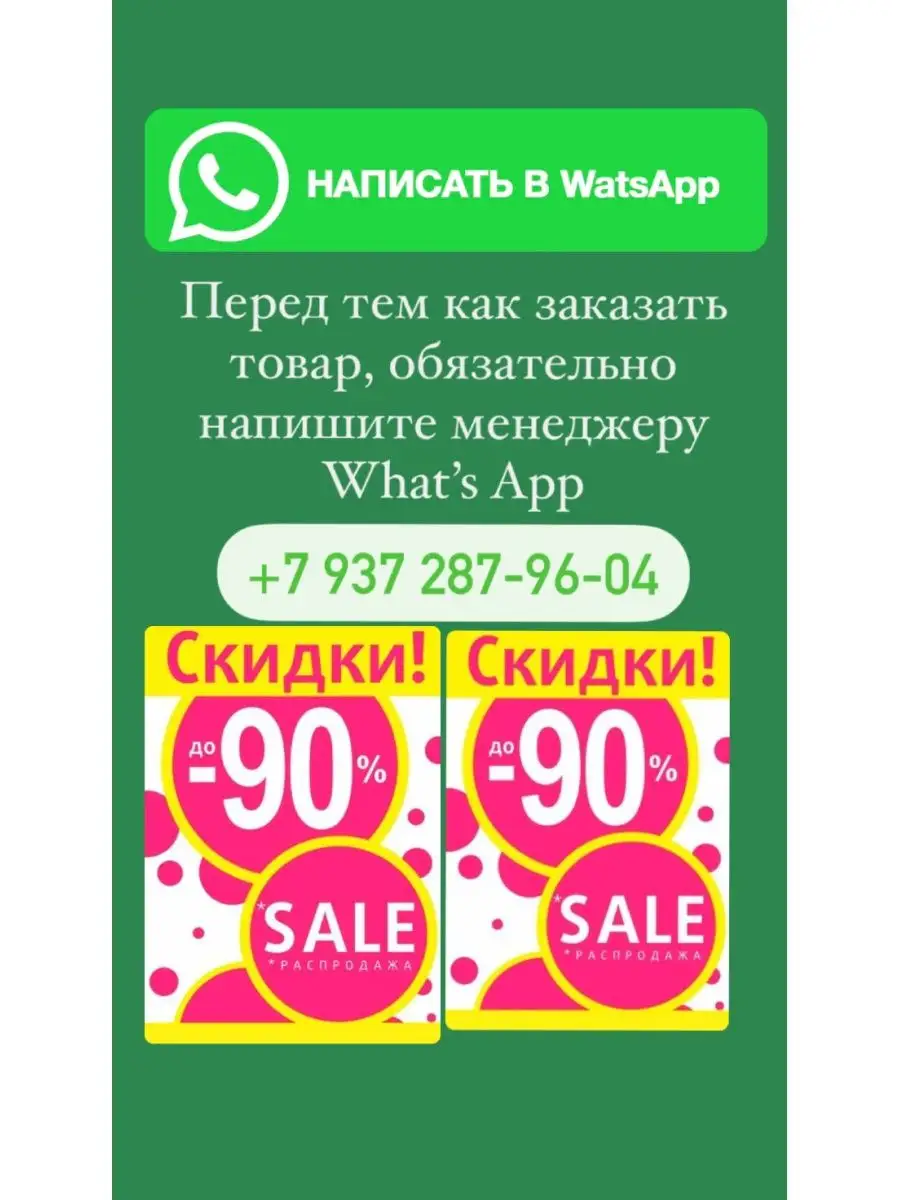 НАПИСАТЬ В WatsApp
Перед тем как заказать
товар, обязательно
напишите менеджеру
What’s App
+7 937 287-96-04
Скидки!
до
-90%
*SALE
*РАСПРОДАЖА
Скидки!
до
-90%
*SALE
*РАСПРОДАЖА